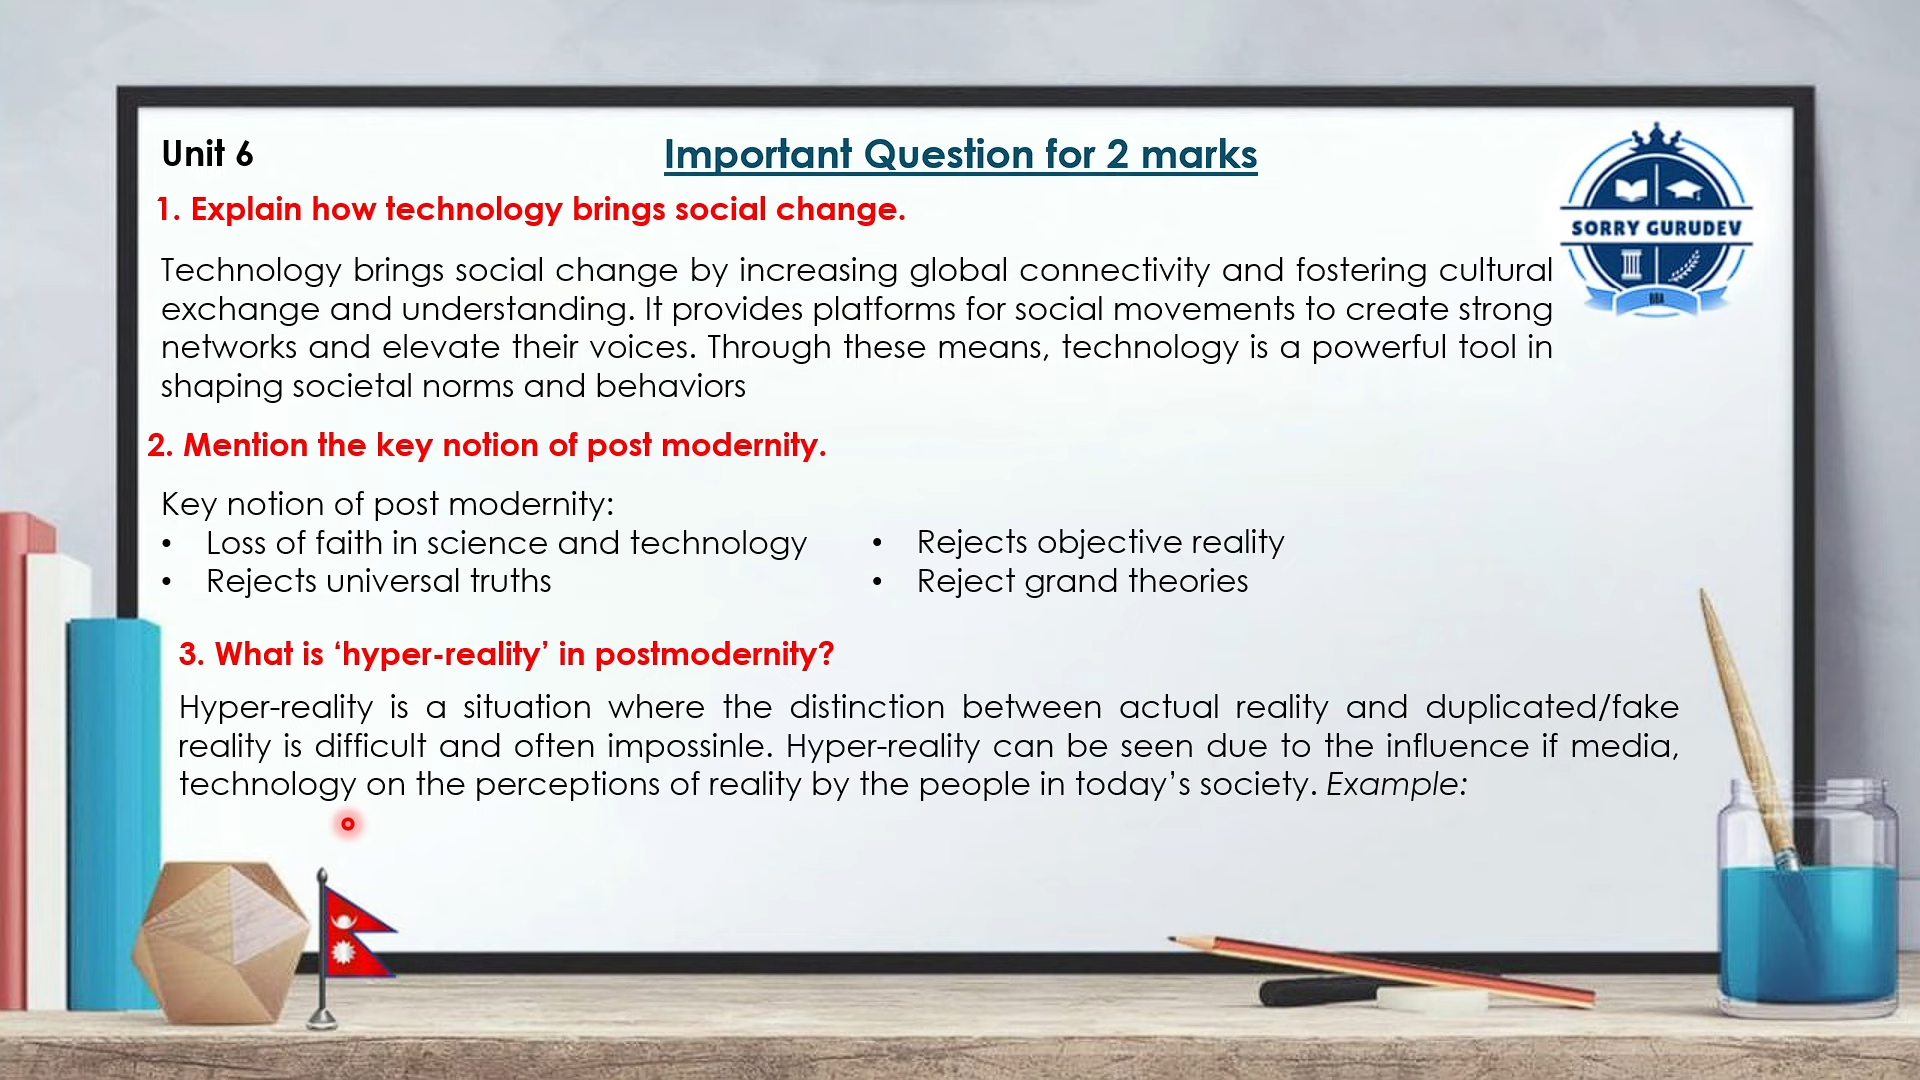 Unit 6
Important Question for 2 marks
SORRY GURUDEV
BBA
1. Explain how technology brings social change.
Technology brings social change by increasing global connectivity and fostering cultural
exchange and understanding. It provides platforms for social movements to create strong
networks and elevate their voices. Through these means, technology is a powerful tool in
shaping societal norms and behaviors
2. Mention the key notion of post modernity.
Key notion of post modernity:
• Loss of faith in science and technology
• Rejects universal truths
• Rejects objective reality
• Reject grand theories
3. What is ‘hyper-reality’ in postmodernity?
Hyper-reality is a situation where the distinction between actual reality and duplicated/fake
reality is difficult and often impossinle. Hyper-reality can be seen due to the influence if media,
technology on the perceptions of reality by the people in today’s society. Example: